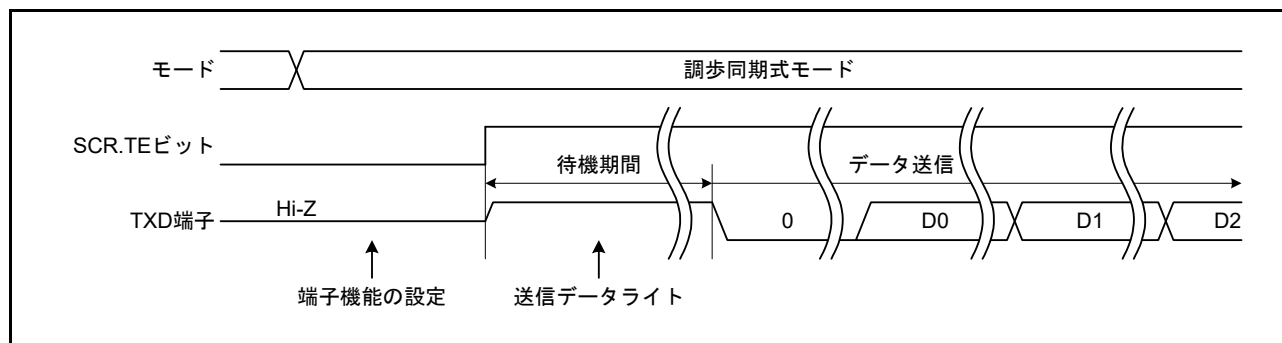 モード
調歩同期式モード
SCR.TEビット
待機期間
データ送信
TXD端子
Hi-Z
0
D0
D1
D2
端子機能の設定
送信データライト